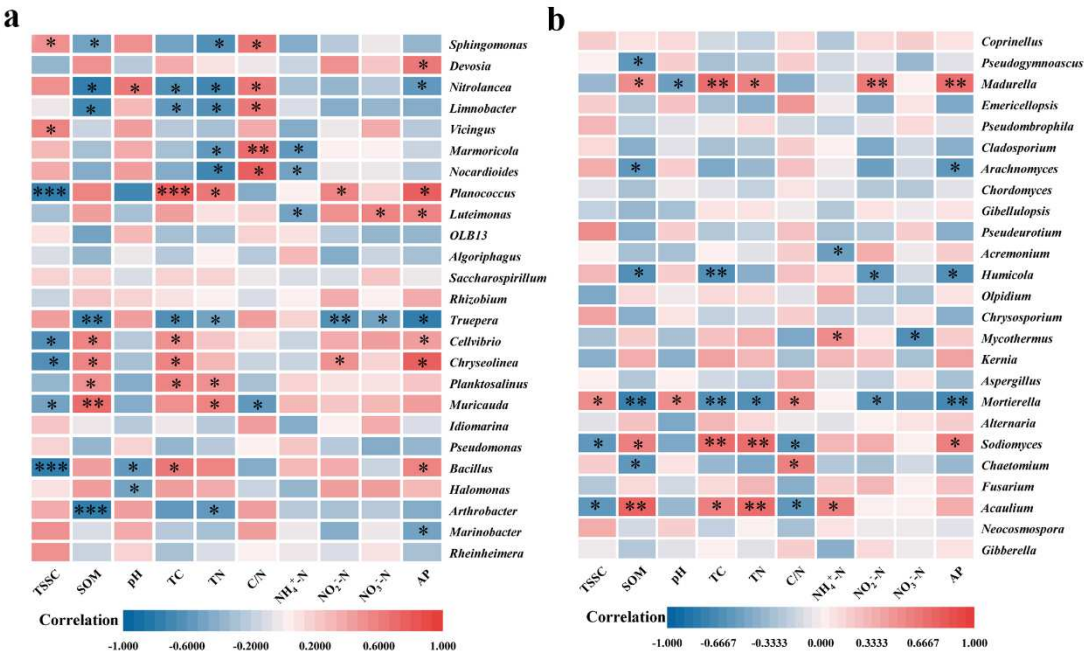 a
* * * * Sphingomonas
* Devosia
* * * * * * Nitrolancea
* * * * Limnobacter
* Vicingus
* ** * Marmoricola
* * * Nocardioides
*** *** * * * Planococcus
* * * Luteimonas
OLB13
Algoriphagus
Saccharospirillum
Rhizobium
** * * ** * * Truepera
* * * * Cellvibrio
* * * * * Chryseolinea
* * * Planktosalinus
* ** * * Muricauda
Idiomarina
Pseudomonas
*** * * * Bacillus
* Halomonas
*** * Arthrobacter
* Marinobacter
Rheinheimera
TSSC SOM pH TC TN C/N NH₄⁺-N NO₂⁻-N NO₃⁻-N AP
Correlation
-1.000 -0.6000 -0.2000 0.2000 0.6000 1.000
b
Coprinellus
* Pseudogymnoascus
* * ** * ** ** Madurella
Emericellopsis
Pseudombrophila
Cladosporium
* * Arachnomyces
Chordomyces
Gibellulopsis
Pseudeurotium
* Acremonium
* ** * * Humicola
Olpidium
Chrysosporium
* * Mycothermus
Kernia
Aspergillus
* ** * ** * * * ** Mortierella
Alternaria
* * ** ** * * Sodiomyces
* * Chaetomium
Fusarium
* ** * ** * * Acaulium
Neocosmospora
Gibberella
TSSC SOM pH TC TN C/N NH₄⁺-N NO₂⁻-N NO₃⁻-N AP
Correlation
-1.000 -0.6667 -0.3333 0.000 0.3333 0.6667 1.000